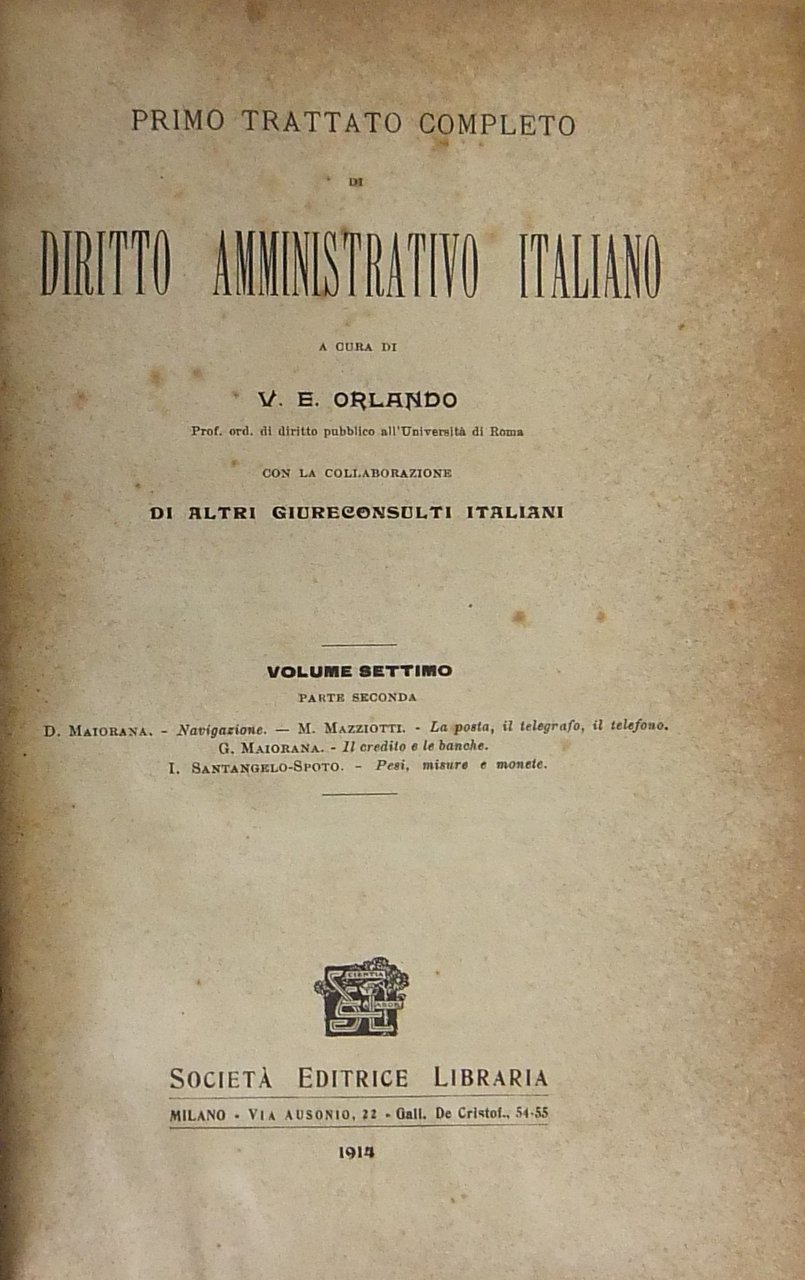 PRIMO TRATTATO COMPLETO
DI
DIRITTO AMMINISTRATIVO ITALIANO
A CURA DI
V. E. ORLANDO
Prof. ord. di diritto pubblico all'Università di Roma
CON LA COLLABORAZIONE
DI ALTRI GIURECONSULTI ITALIANI
VOLUME SETTIMO
PARTE SECONDA
D. MAIORANA. - Navigazione. — M. MAZZIOTTI. - La posta, il telegrafo, il telefono.
G. MAIORANA. - Il credito e le banche.
I. SANTANGELO-SPOTO. - Pesi, misure e monete.
SCIENTIA
LABOR
SOCIETÀ EDITRICE LIBRARIA
MILANO - VIA AUSONIO, 22 - Gall. De Cristof., 54-55
1914